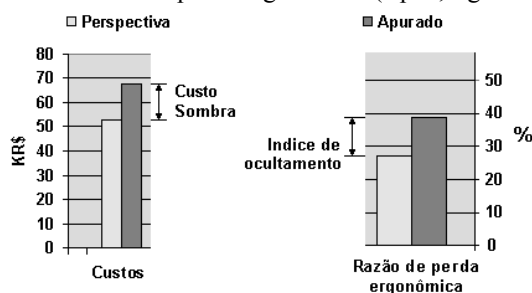 Perspectiva
Apurado
80
70
60
50
40
30
20
10
0
KR$
Custo
Sombra
Custos
Indice de
ocultamento
50
40
30
20
10
0
%
Razão de perda
ergonômica